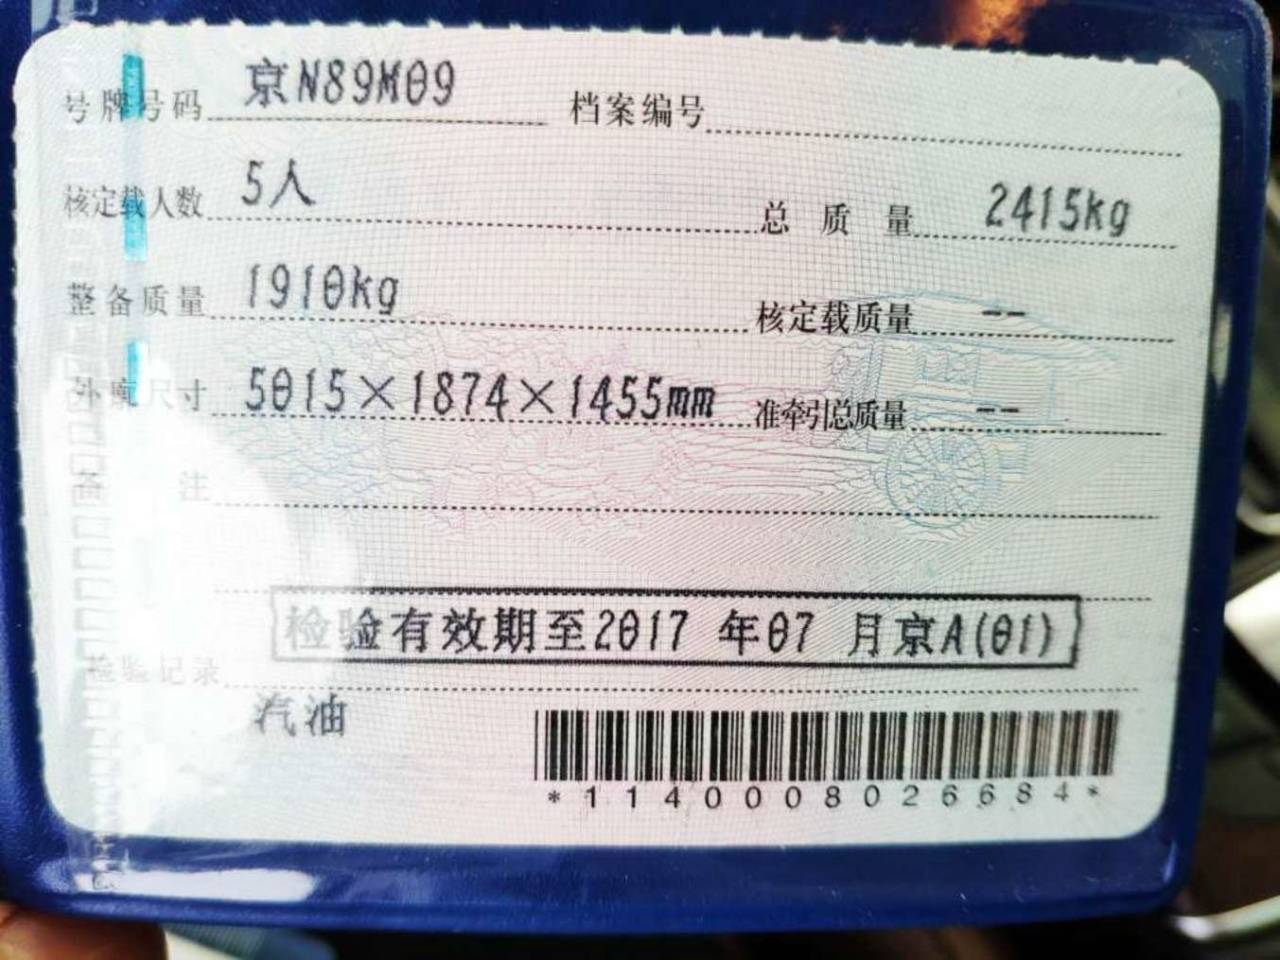 号牌号码 京N89M09 档案编号
核定载人数 5人 总质量 2415kg
整备质量 1910kg 核定载质量 --
外廓尺寸 5015×1874×1455mm 准牵引总质量 --
备注
检验有效期至2017 年07 月京A(01)
检验记录
汽油
*1140008026684*